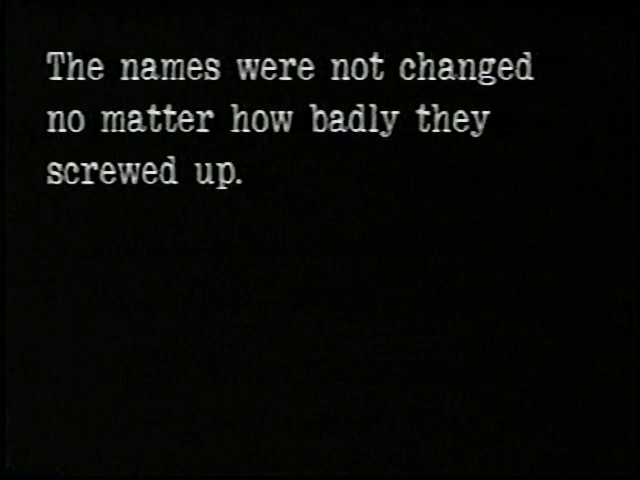 The names were not changed
no matter how badly they
screwed up.